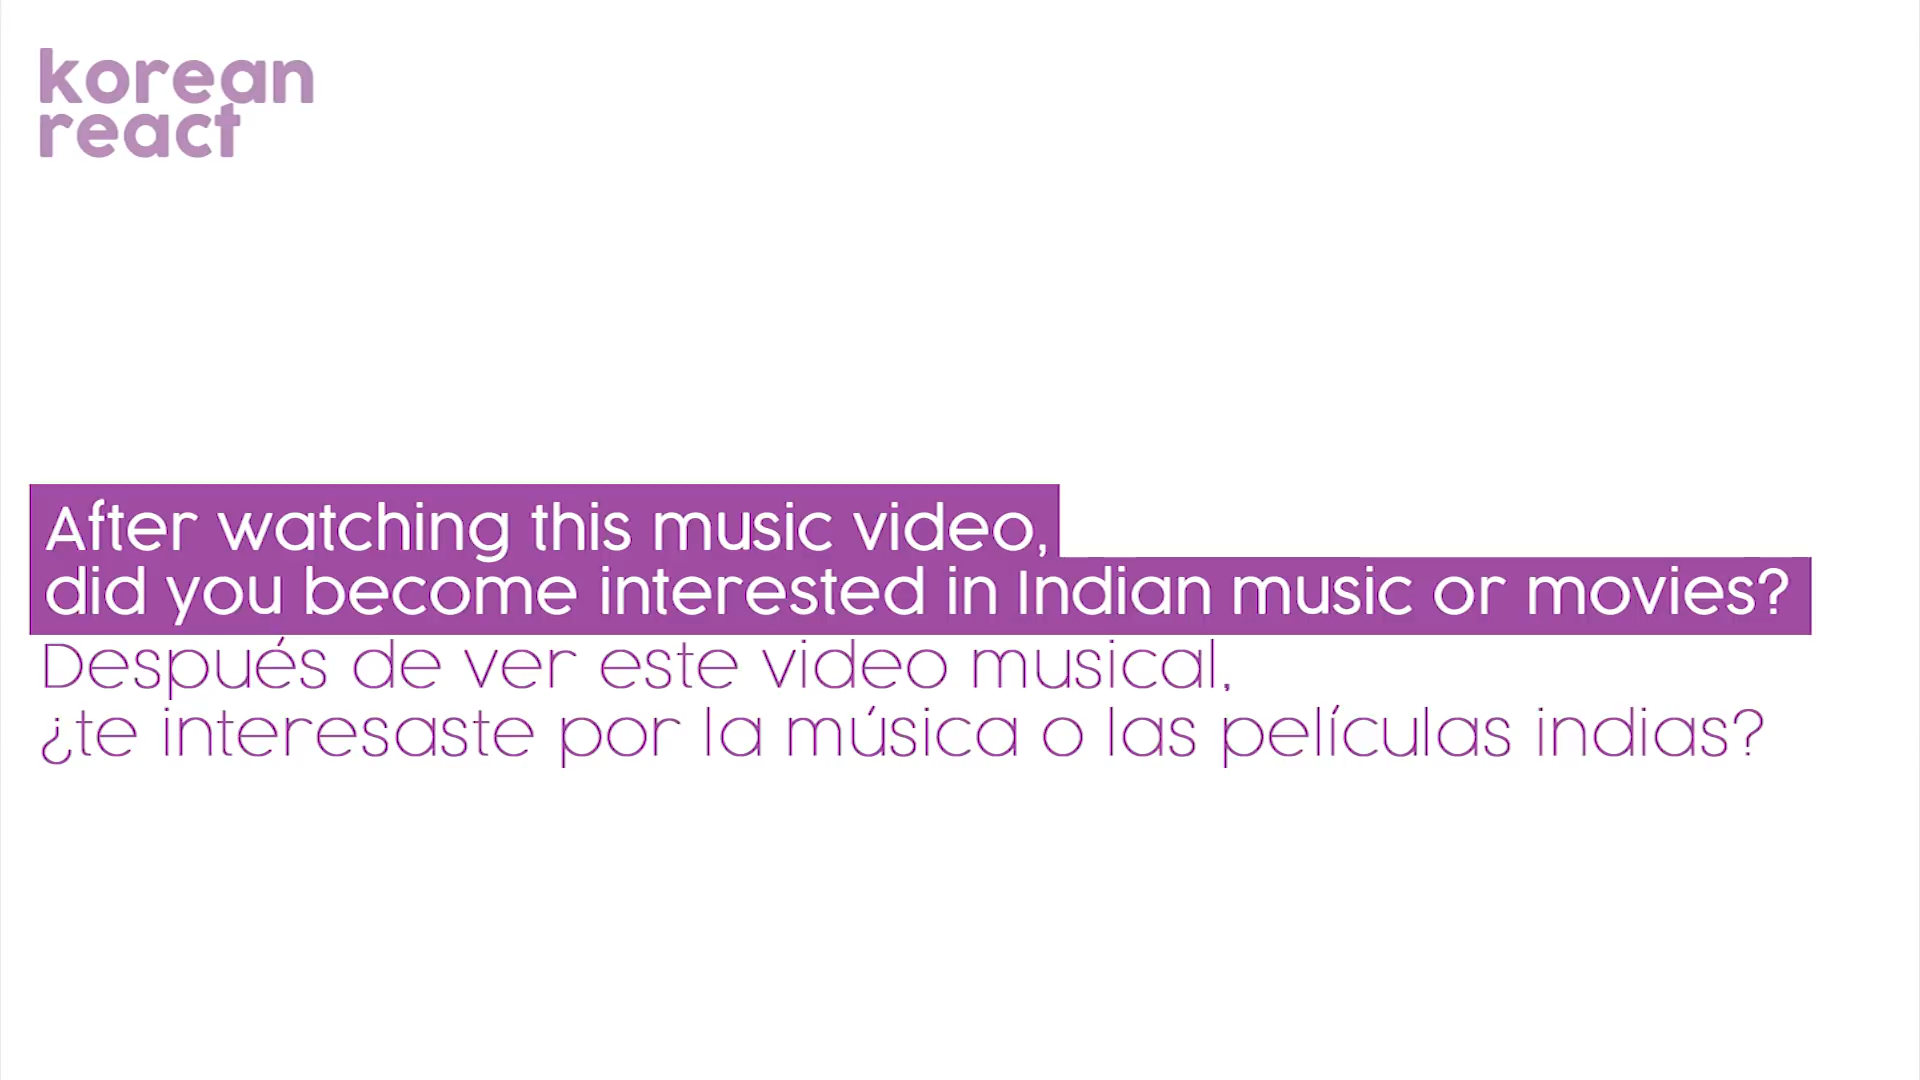 korean
react
After watching this music video,
did you become interested in Indian music or movies?
Después de ver este video musical,
¿te interesaste por la música o las películas indias?